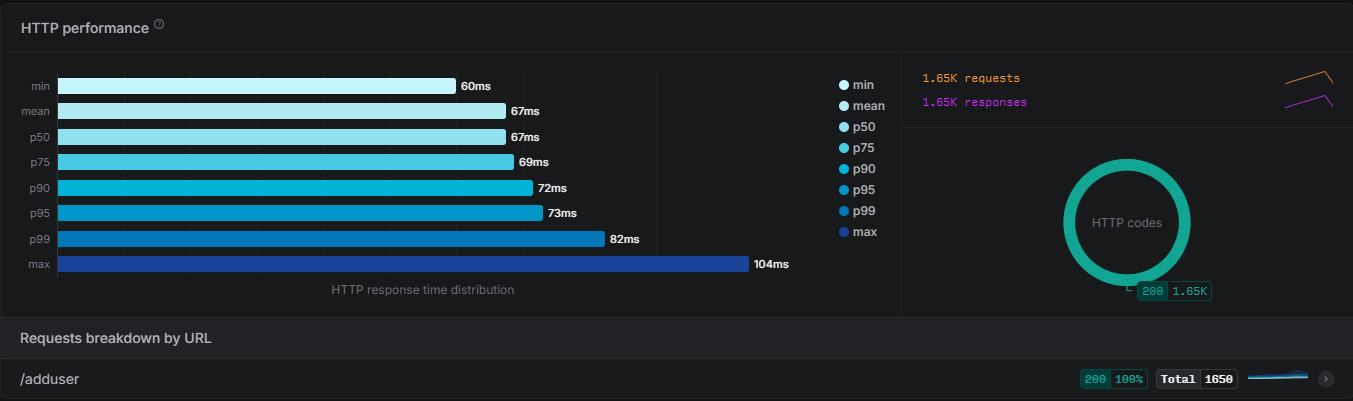 HTTP performance ?
min 60ms
mean 67ms
p50 67ms
p75 69ms
p90 72ms
p95 73ms
p99 82ms
max 104ms
HTTP response time distribution
min
mean
p50
p75
p90
p95
p99
max
1.65K requests
1.65K responses
HTTP codes
200 1.65K
Requests breakdown by URL
/adduser 200 100% Total 1650